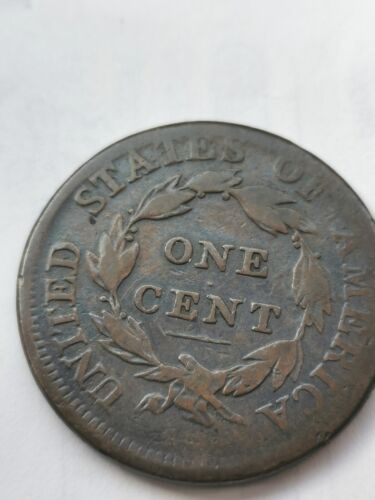 UNITED STATES OF AMERICA
ONE
CENT